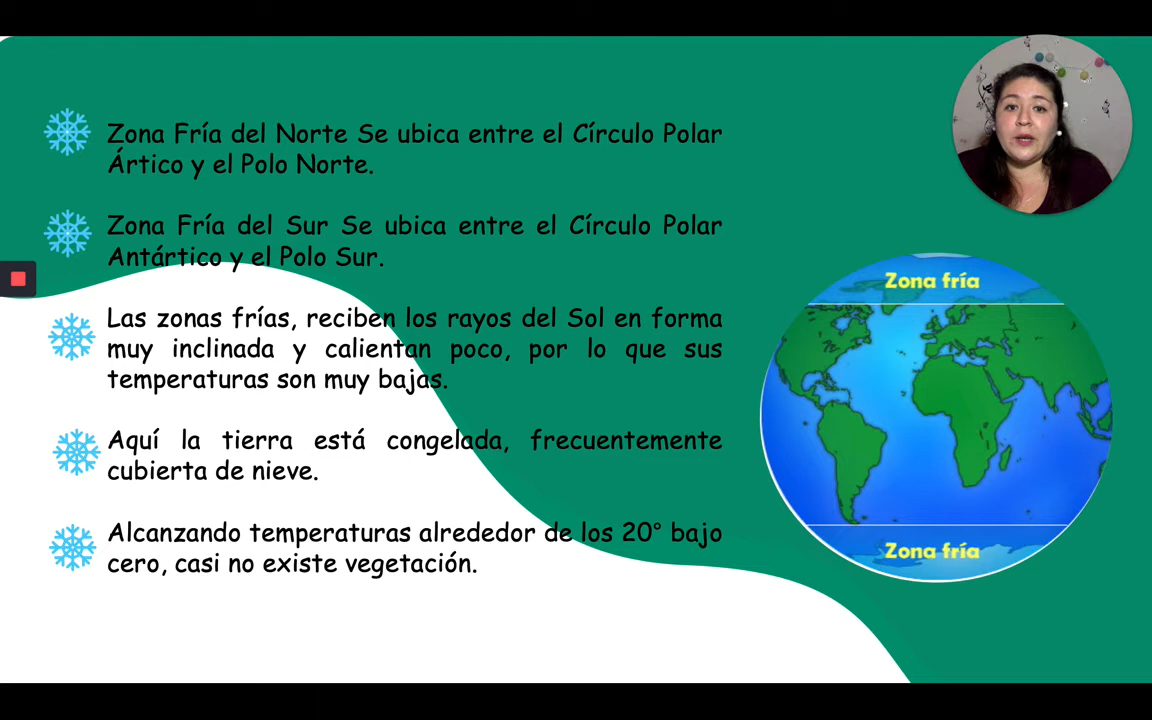 Zona Fría del Norte Se ubica entre el Círculo Polar
Ártico y el Polo Norte.
Zona Fría del Sur Se ubica entre el Círculo Polar
Antártico y el Polo Sur.
Las zonas frías, reciben los rayos del Sol en forma
muy inclinada y calientan poco, por lo que sus
temperaturas son muy bajas.
Aquí la tierra está congelada, frecuentemente
cubierta de nieve.
Alcanzando temperaturas alrededor de los 20° bajo
cero, casi no existe vegetación.
Zona fría
Zona fría